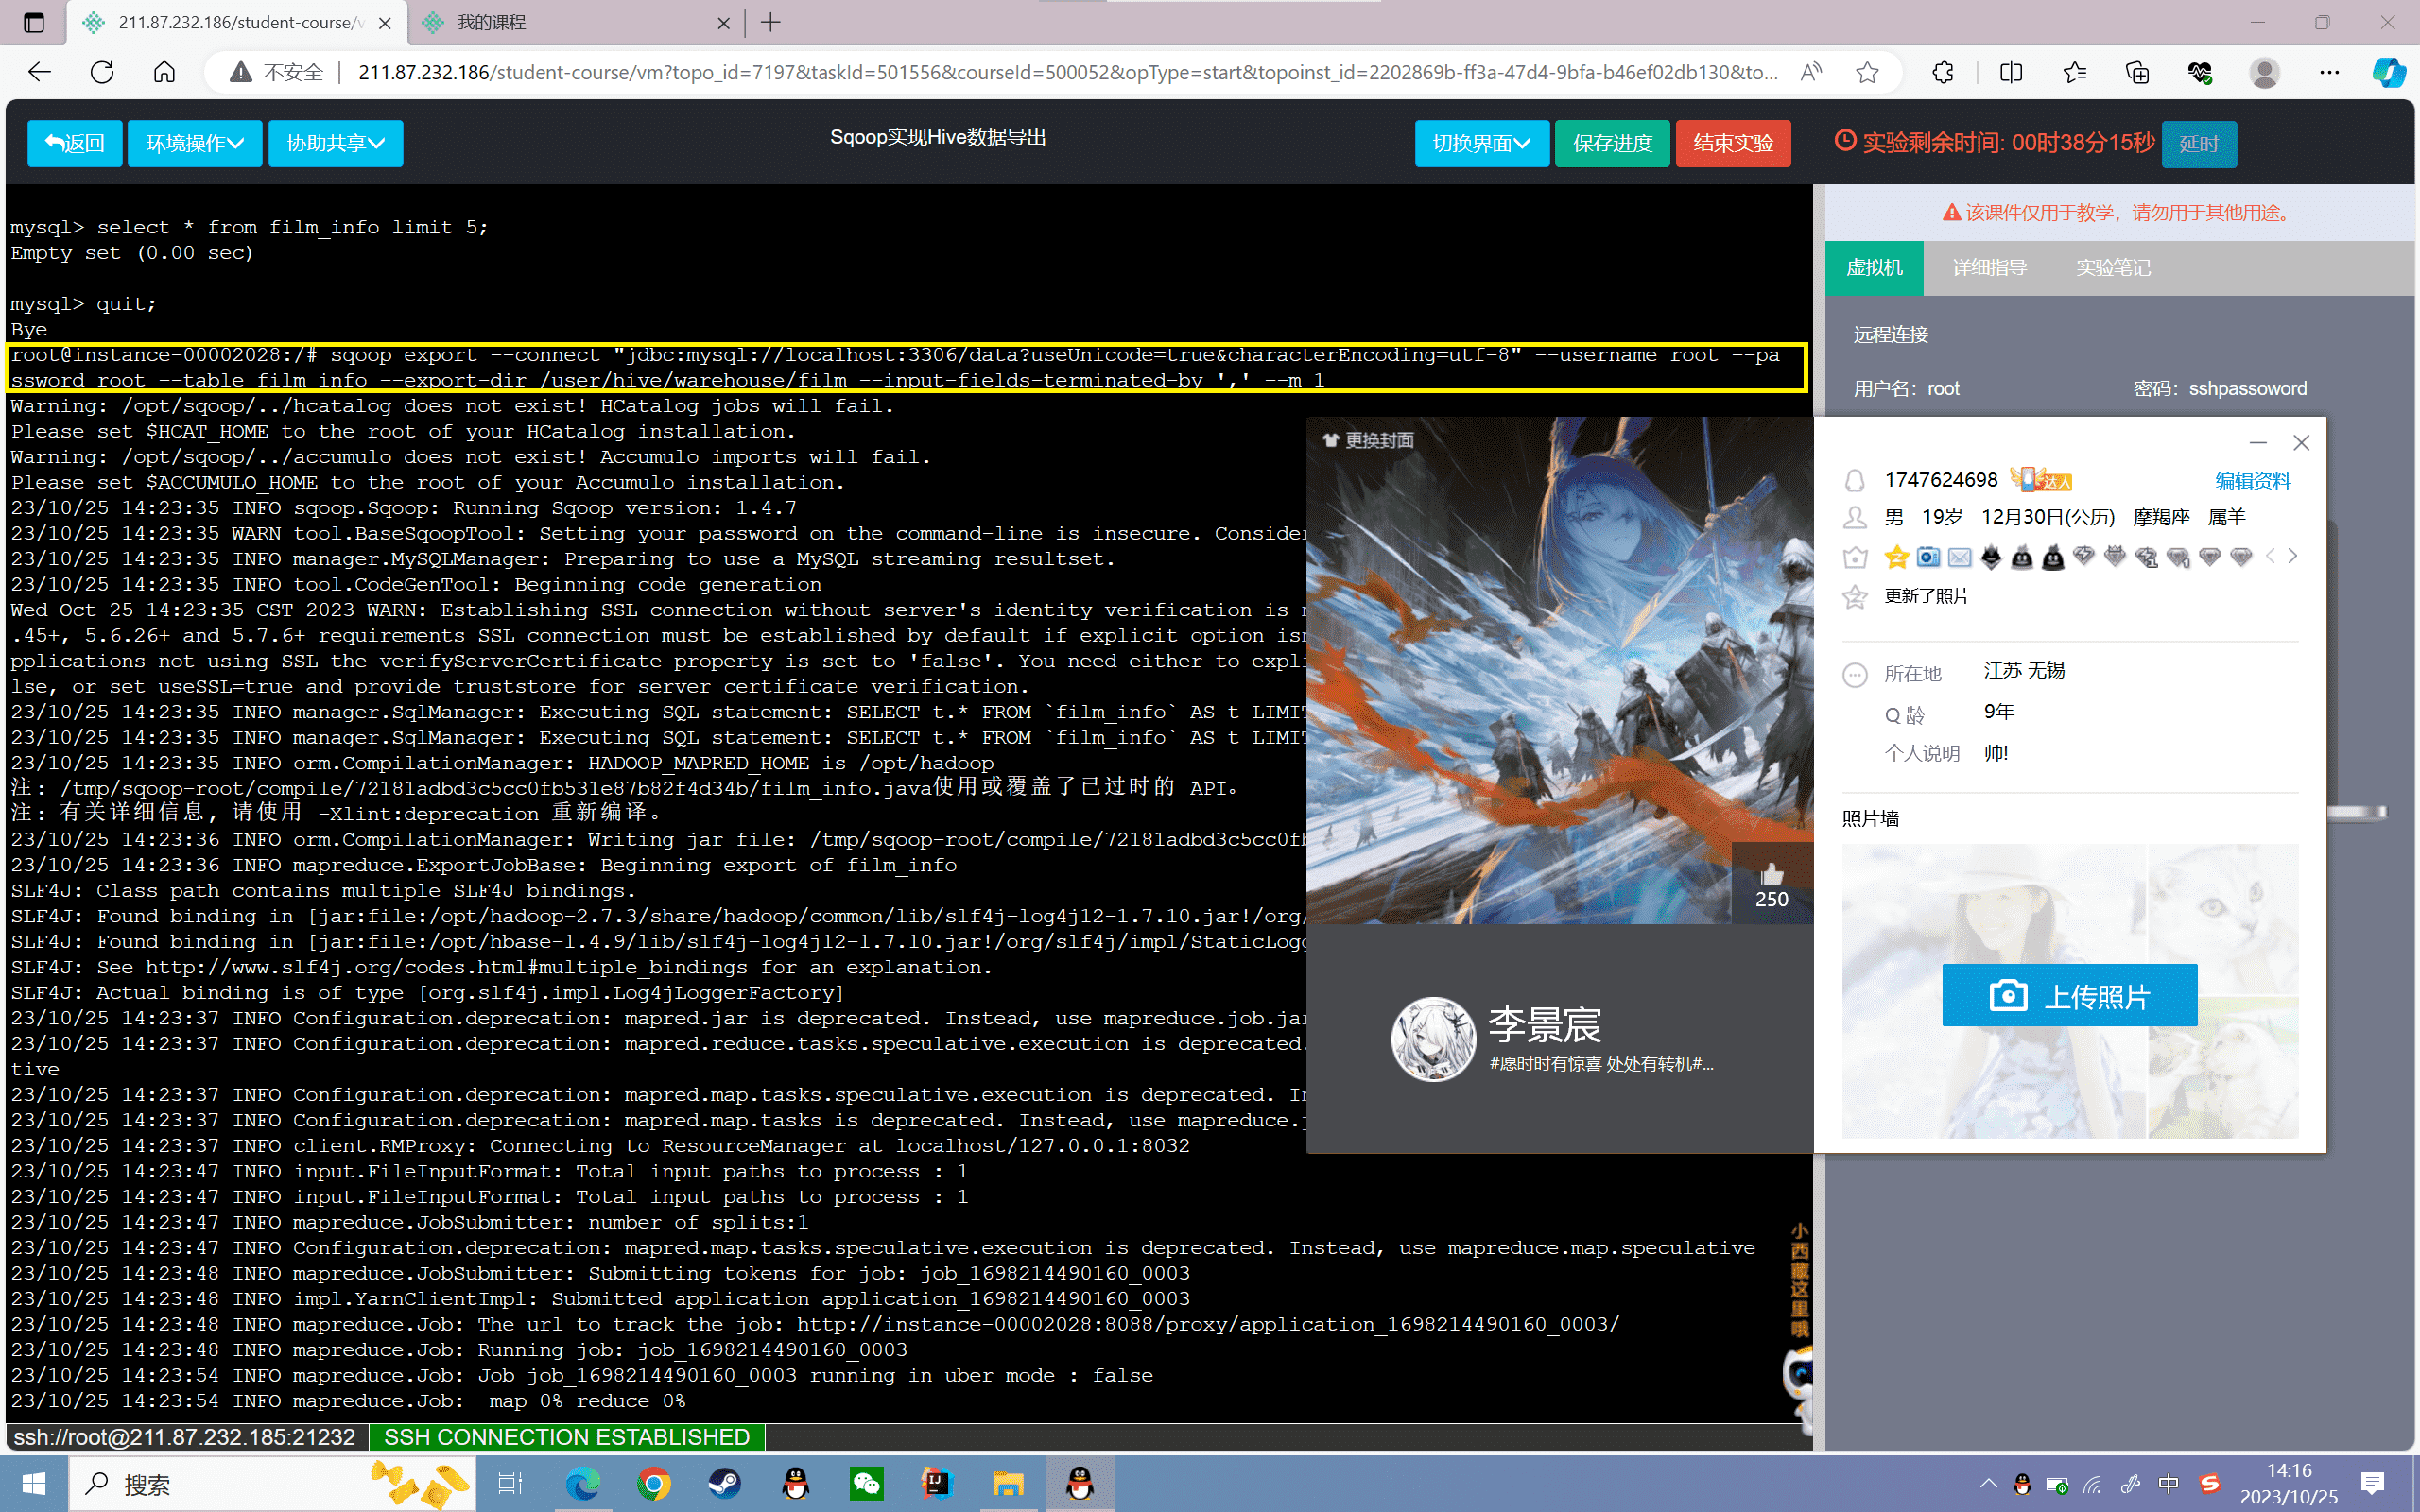 211.87.232.186/student-course/v
我的课程
不安全
211.87.232.186/student-course/vm?topo_id=7197&taskId=501556&courseId=500052&opType=start&topoinst_id=2202869b-ff3a-47d4-9bfa-b46ef02db130&to...
返回
环境操作
协助共享
Sqoop实现Hive数据导出
切换界面
保存进度
结束实验
实验剩余时间: 00时38分15秒
延时
mysql> select * from film_info limit 5;
Empty set (0.00 sec)
mysql> quit;
Bye
root@instance-00002028:/# sqoop export --connect "jdbc:mysql://localhost:3306/data?useUnicode=true&characterEncoding=utf-8" --username root --pa
ssword root --table film_info --export-dir /user/hive/warehouse/film --input-fields-terminated-by ',' --m 1
Warning: /opt/sqoop/../hcatalog does not exist! HCatalog jobs will fail.
Please set $HCAT_HOME to the root of your HCatalog installation.
Warning: /opt/sqoop/../accumulo does not exist! Accumulo imports will fail.
Please set $ACCUMULO_HOME to the root of your Accumulo installation.
23/10/25 14:23:35 INFO sqoop.Sqoop: Running Sqoop version: 1.4.7
23/10/25 14:23:35 WARN tool.BaseSqoopTool: Setting your password on the command-line is insecure. Consider
23/10/25 14:23:35 INFO manager.MySQLManager: Preparing to use a MySQL streaming resultset.
23/10/25 14:23:35 INFO tool.CodeGenTool: Beginning code generation
Wed Oct 25 14:23:35 CST 2023 WARN: Establishing SSL connection without server's identity verification is
.45+, 5.6.26+ and 5.7.6+ requirements SSL connection must be established by default if explicit option
pplications not using SSL the verifyServerCertificate property is set to 'false'. You need either to expli
lse, or set useSSL=true and provide truststore for server certificate verification.
23/10/25 14:23:35 INFO manager.SqlManager: Executing SQL statement: SELECT t.* FROM `film_info` AS t LIMIT
23/10/25 14:23:35 INFO manager.SqlManager: Executing SQL statement: SELECT t.* FROM `film_info` AS t LIMIT
23/10/25 14:23:35 INFO orm.CompilationManager: HADOOP_MAPRED_HOME is /opt/hadoop
注: /tmp/sqoop-root/compile/72181adbd3c5cc0fb531e87b82f4d34b/film_info.java使用或覆盖了已过时的 API。
注: 有关详细信息, 请使用 -Xlint:deprecation 重新编译。
23/10/25 14:23:36 INFO orm.CompilationManager: Writing jar file: /tmp/sqoop-root/compile/72181adbd3c5cc0fb
23/10/25 14:23:36 INFO mapreduce.ExportJobBase: Beginning export of film_info
SLF4J: Class path contains multiple SLF4J bindings.
SLF4J: Found binding in [jar:file:/opt/hadoop-2.7.3/share/hadoop/common/lib/slf4j-log4j12-1.7.10.jar!/org/
SLF4J: Found binding in [jar:file:/opt/hbase-1.4.9/lib/slf4j-log4j12-1.7.10.jar!/org/slf4j/impl/StaticLogg
SLF4J: See http://www.slf4j.org/codes.html#multiple_bindings for an explanation.
SLF4J: Actual binding is of type [org.slf4j.impl.Log4jLoggerFactory]
23/10/25 14:23:37 INFO Configuration.deprecation: mapred.jar is deprecated. Instead, use mapreduce.job.jar
23/10/25 14:23:37 INFO Configuration.deprecation: mapred.reduce.tasks.speculative.execution is deprecated.
tive
23/10/25 14:23:37 INFO Configuration.deprecation: mapred.map.tasks.speculative.execution is deprecated. In
23/10/25 14:23:37 INFO Configuration.deprecation: mapred.map.tasks is deprecated. Instead, use mapreduce.j
23/10/25 14:23:37 INFO client.RMProxy: Connecting to ResourceManager at localhost/127.0.0.1:8032
23/10/25 14:23:47 INFO input.FileInputFormat: Total input paths to process : 1
23/10/25 14:23:47 INFO input.FileInputFormat: Total input paths to process : 1
23/10/25 14:23:47 INFO mapreduce.JobSubmitter: number of splits:1
23/10/25 14:23:47 INFO Configuration.deprecation: mapred.map.tasks.speculative.execution is deprecated. Instead, use mapreduce.map.speculative
23/10/25 14:23:48 INFO mapreduce.JobSubmitter: Submitting tokens for job: job_1698214490160_0003
23/10/25 14:23:48 INFO impl.YarnClientImpl: Submitted application application_1698214490160_0003
23/10/25 14:23:48 INFO mapreduce.Job: The url to track the job: http://instance-00002028:8088/proxy/application_1698214490160_0003/
23/10/25 14:23:48 INFO mapreduce.Job: Running job: job_1698214490160_0003
23/10/25 14:23:54 INFO mapreduce.Job: Job job_1698214490160_0003 running in uber mode : false
23/10/25 14:23:54 INFO mapreduce.Job:  map 0% reduce 0%
ssh://root@211.87.232.185:21232
SSH CONNECTION ESTABLISHED
该课件仅用于教学，请勿用于其他用途。
虚拟机
详细指导
实验笔记
远程连接
用户名：root
密码：sshpassoword
更换封面
250
李景宸
#愿时时有惊喜 处处有转机#...
1747624698
达人
编辑资料
男 19岁 12月30日(公历) 摩羯座 属羊
更新了照片
所在地 江苏 无锡
Q 龄 9年
个人说明 帅!
照片墙
上传照片
小西藏这里哦
搜索
中
14:16
2023/10/25